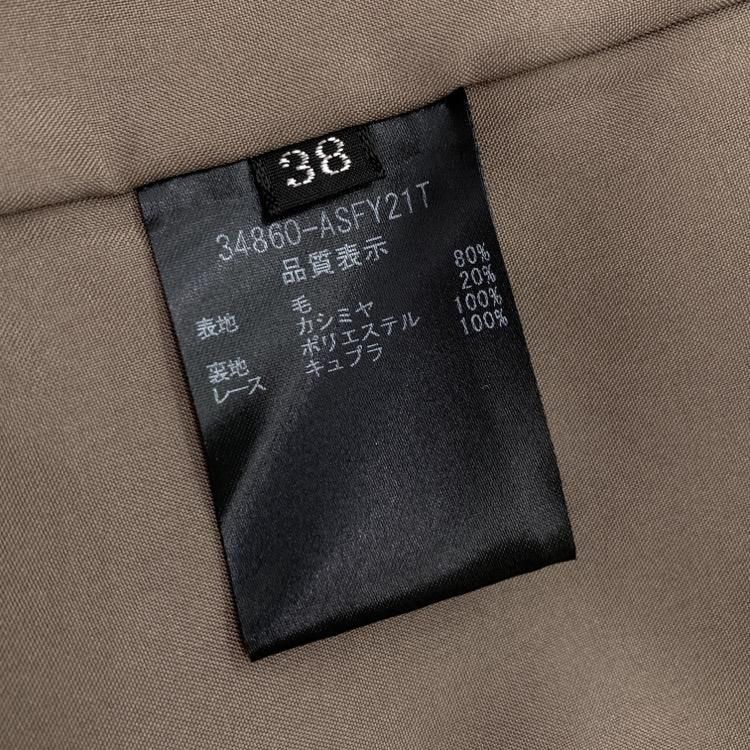 38
34860-ASFY21T
品質表示
表地 毛 80%
カシミヤ 20%
裏地 ポリエステル 100%
レース キュプラ 100%